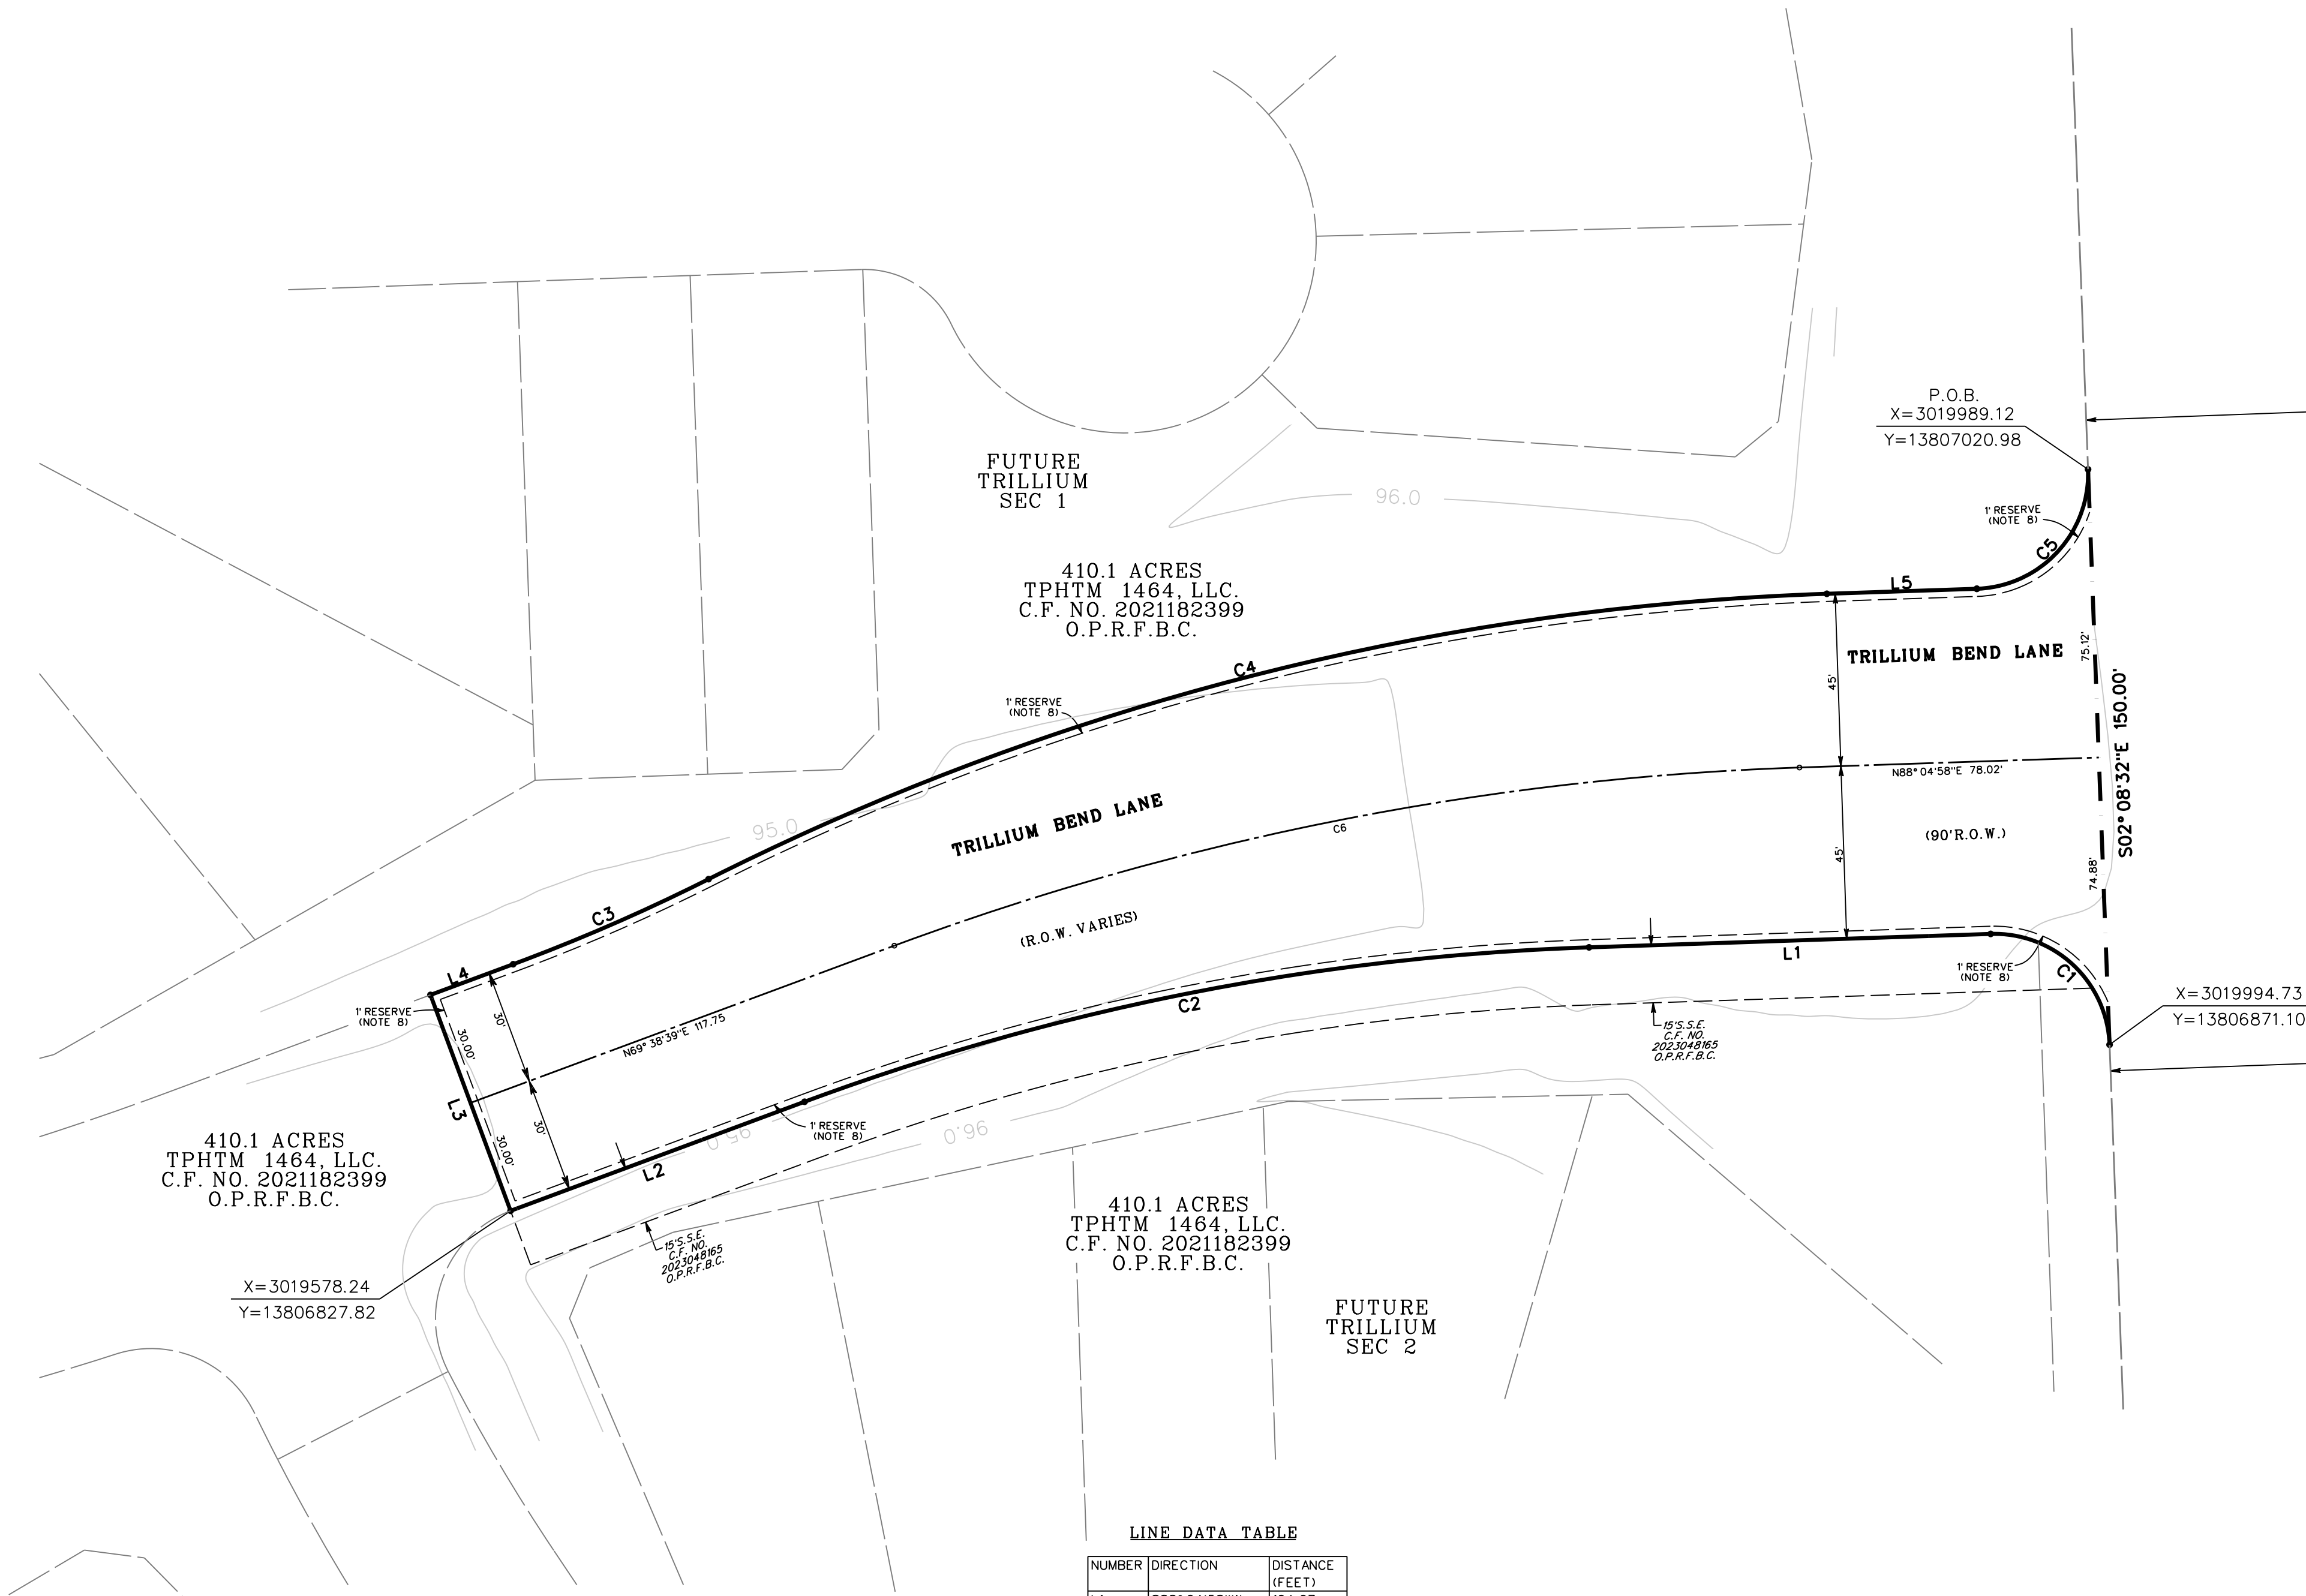 P.O.B.
X=3019989.12
Y=13807020.98
FUTURE
TRILLIUM
SEC 1
96.0
1' RESERVE
(NOTE 8)
C5
410.1 ACRES
TPHTM 1464, LLC.
C.F. NO. 2021182399
O.P.R.F.B.C.
L5
C4
TRILLIUM BEND LANE
75.12'
45'
S02°08'32"E 150.00'
1' RESERVE
(NOTE 8)
N88°04'58"E 78.02'
95.0
TRILLIUM BEND LANE
C6
(90'R.O.W.)
45'
74.88'
C3
(R.O.W. VARIES)
L4
L1
1' RESERVE
(NOTE 8)
C1
X=3019994.73
Y=13806871.10
1' RESERVE
(NOTE 8)
30'
30.00'
N69°38'39"E 117.75
C2
15'S.S.E.
C.F. NO.
2023048165
O.P.R.F.B.C.
L3
30'
30.00'
1' RESERVE
(NOTE 8)
95.0
96.0
L2
410.1 ACRES
TPHTM 1464, LLC.
C.F. NO. 2021182399
O.P.R.F.B.C.
15'S.S.E.
C.F. NO.
2023048165
O.P.R.F.B.C.
410.1 ACRES
TPHTM 1464, LLC.
C.F. NO. 2021182399
O.P.R.F.B.C.
X=3019578.24
Y=13806827.82
FUTURE
TRILLIUM
SEC 2
LINE DATA TABLE
NUMBER DIRECTION DISTANCE
(FEET)